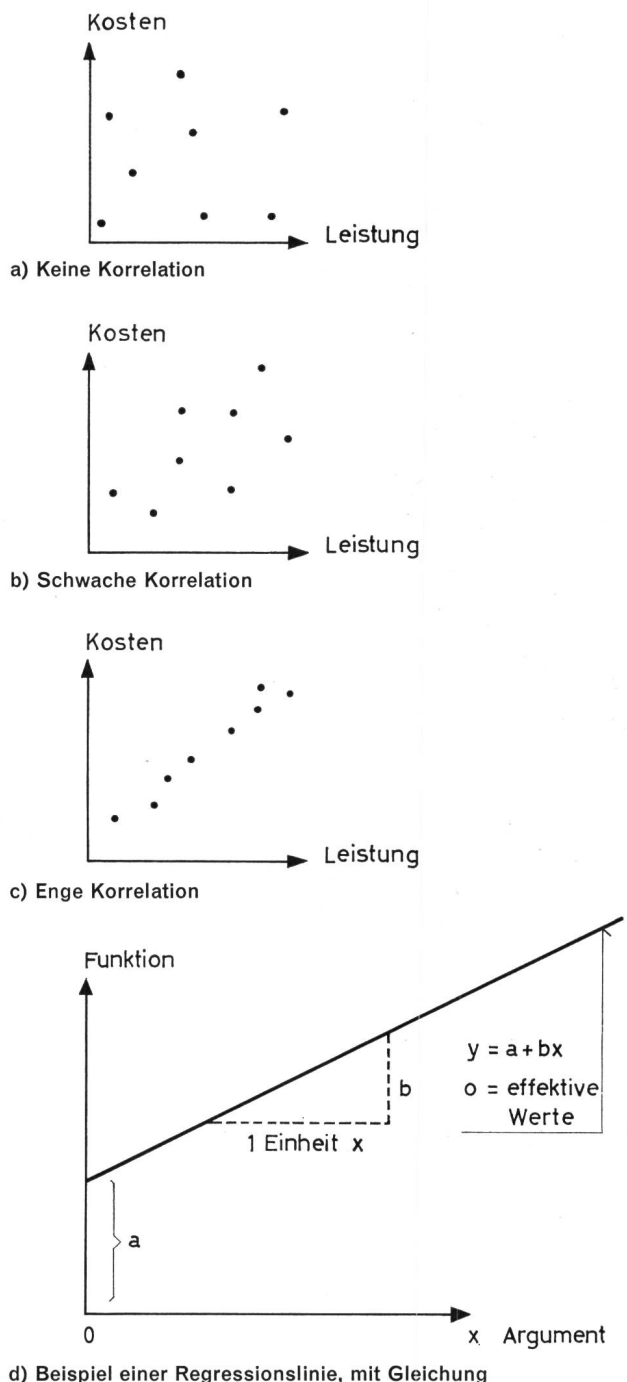 Kosten
Leistung
a) Keine Korrelation
Kosten
Leistung
b) Schwache Korrelation
Kosten
Leistung
c) Enge Korrelation
Funktion
y = a + bx
o = effektive
Werte
b
1 Einheit x
a
0
x Argument
d) Beispiel einer Regressionslinie, mit Gleichung